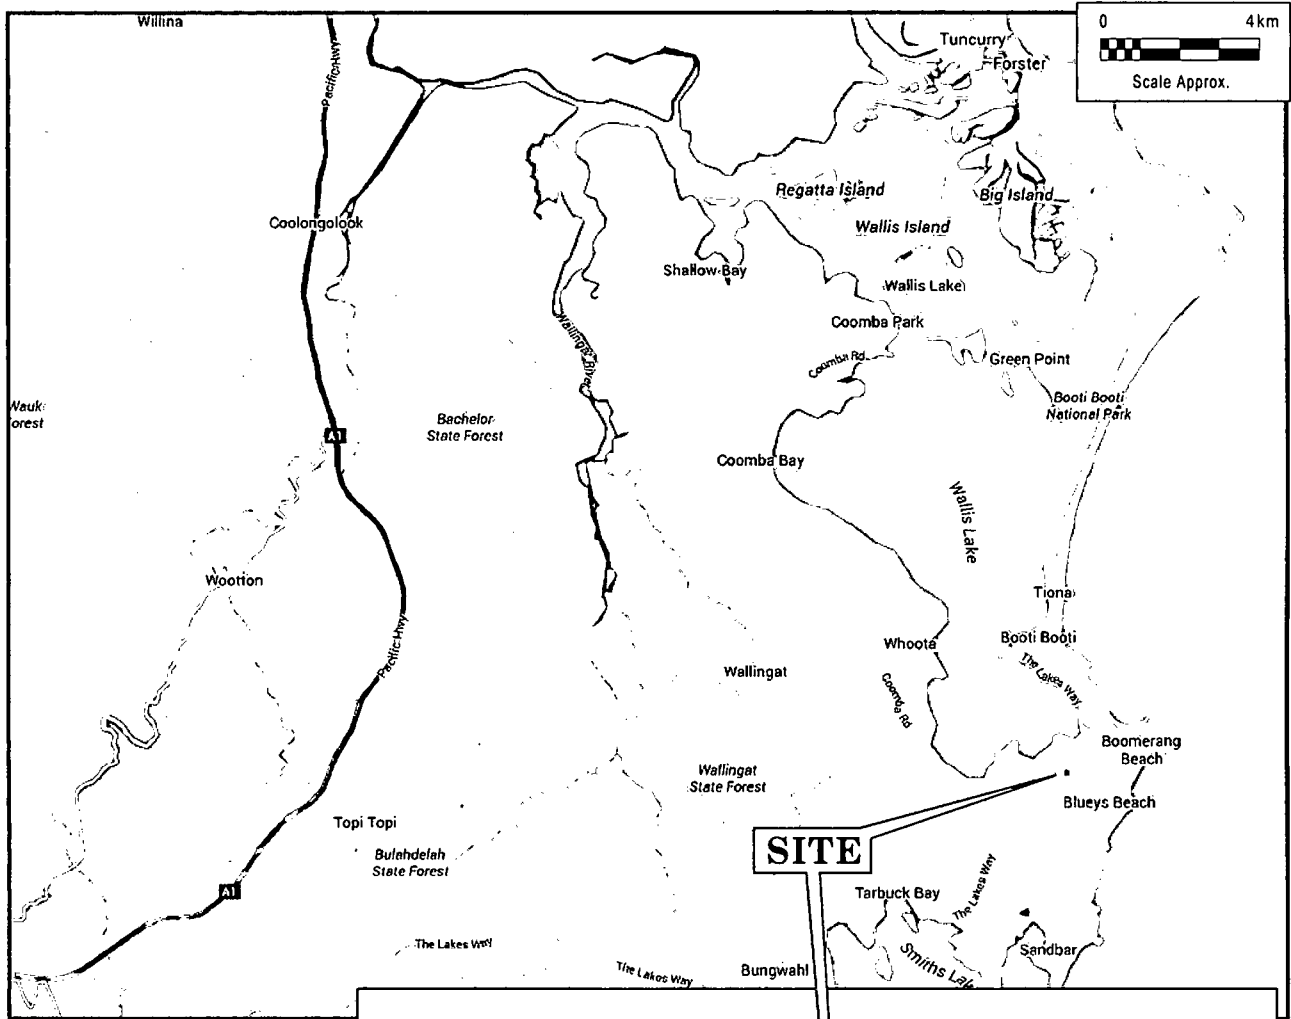 Willina
Tuncurry
Forster
0 4km
Scale Approx.
Pacific Hwy
Regatta Island
Big Island
Coolongolook
Wallis Island
Shallow Bay
Wallis Lake
Coomba Park
Wallingat River
Coomba Rd
Green Point
Booti Booti
National Park
Bachelor
State Forest
A1
Coomba Bay
Wallis Lake
Wootton
Tiona
Pacific Hwy
Whoota
Booti Booti
The Lakes Way
Wallingat
Coomba Rd
Boomerang
Beach
Wallingat
State Forest
Blueys Beach
Topi Topi
SITE
Bulahdelah
State Forest
A1
Tarbuck Bay
The Lakes Way
The Lakes Way
Sandbar
Smiths Lak
Bungwahl
The Lakes Way